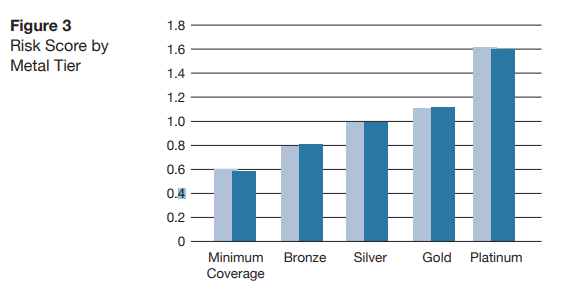 Figure 3
Risk Score by
Metal Tier
1.8
1.6
1.4
1.2
1.0
0.8
0.6
0.4
0.2
0
Minimum Coverage
Bronze
Silver
Gold
Platinum